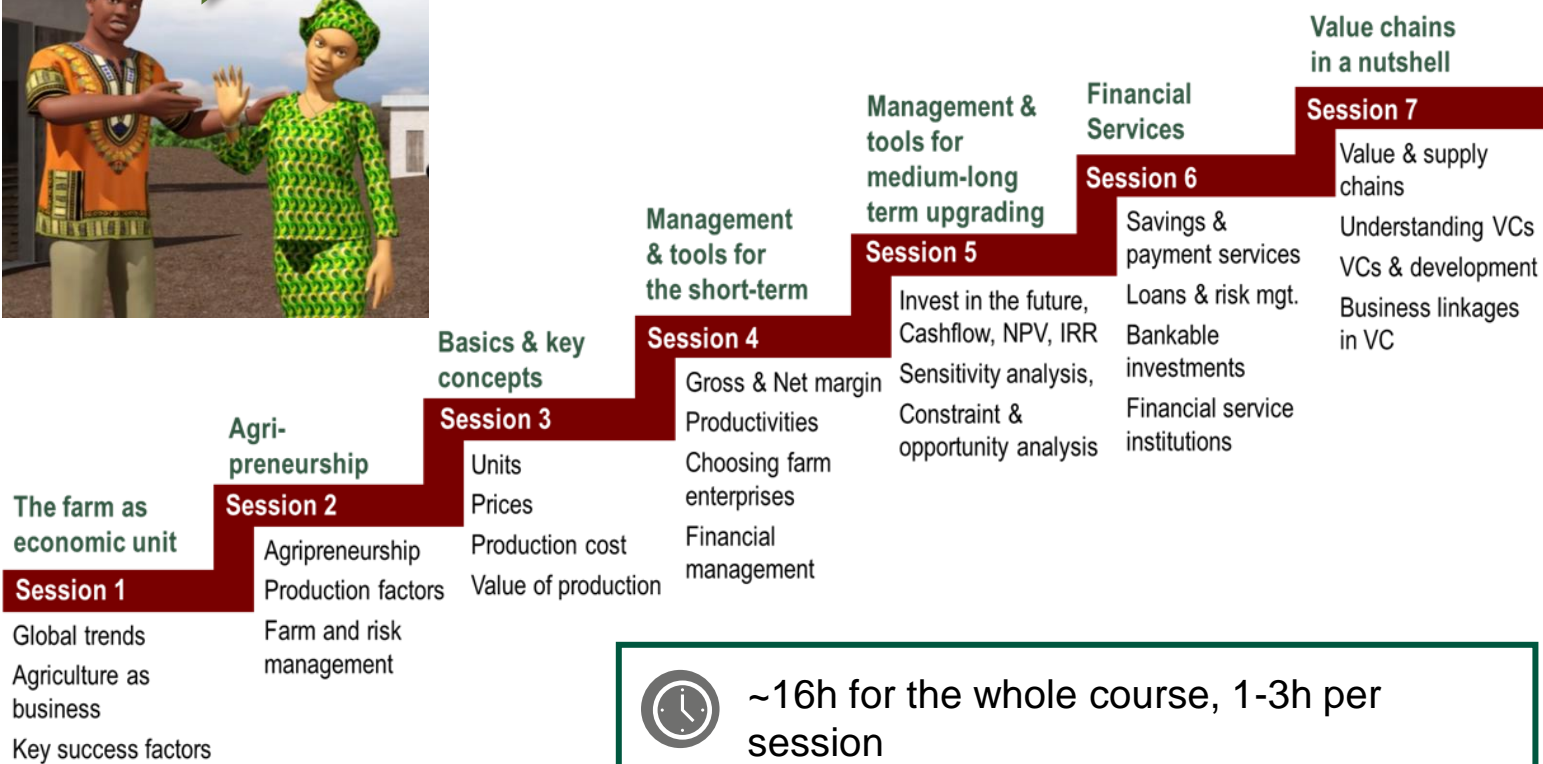 The farm as
economic unit
Session 1
Global trends
Agriculture as
business
Key success factors
Agri-
preneurship
Session 2
Agripreneurship
Production factors
Farm and risk
management
Basics & key
concepts
Session 3
Units
Prices
Production cost
Value of production
Management
& tools for
the short-term
Session 4
Gross & Net margin
Productivities
Choosing farm
enterprises
Financial
management
Management &
tools for
medium-long
term upgrading
Session 5
Invest in the future,
Cashflow, NPV, IRR
Sensitivity analysis,
Constraint &
opportunity analysis
Financial
Services
Session 6
Savings &
payment services
Loans & risk mgt.
Bankable
investments
Financial service
institutions
Value chains
in a nutshell
Session 7
Value & supply
chains
Understanding VCs
VCs & development
Business linkages
in VC
~16h for the whole course, 1-3h per
session